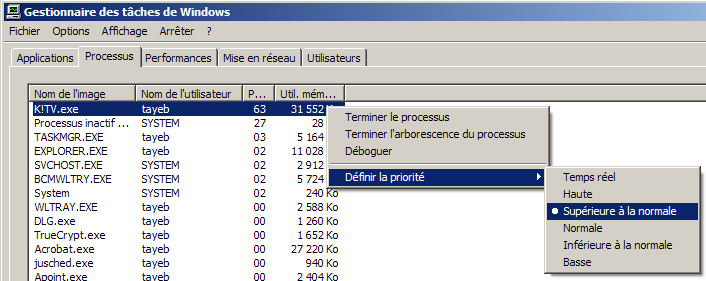 Gestionnaire des tâches de Windows
Fichier Options Affichage Arrêter ?
Applications Processus Performances Mise en réseau Utilisateurs
Nom de l'image Nom de l'utilisateur P... Util. mém...
K!TV.exe tayeb 63 31 552 Ko
Processus inactif ... SYSTEM 27 28
TASKMGR.EXE tayeb 03 5 164
EXPLORER.EXE tayeb 02 11 028
SVCHOST.EXE SYSTEM 02 2 912
BCMWLTRY.EXE SYSTEM 02 5 724
System SYSTEM 02 240 Ko
WLTRAY.EXE tayeb 00 2 588 Ko
DLG.exe tayeb 00 1 260 Ko
TrueCrypt.exe tayeb 00 1 652 Ko
Acrobat.exe tayeb 00 27 220 Ko
jusched.exe tayeb 00 940 Ko
Apoint.exe tayeb 00 2 404 Ko
Terminer le processus
Terminer l'arborescence du processus
Déboguer
Définir la priorité
Temps réel
Haute
Supérieure à la normale
Normale
Inférieure à la normale
Basse